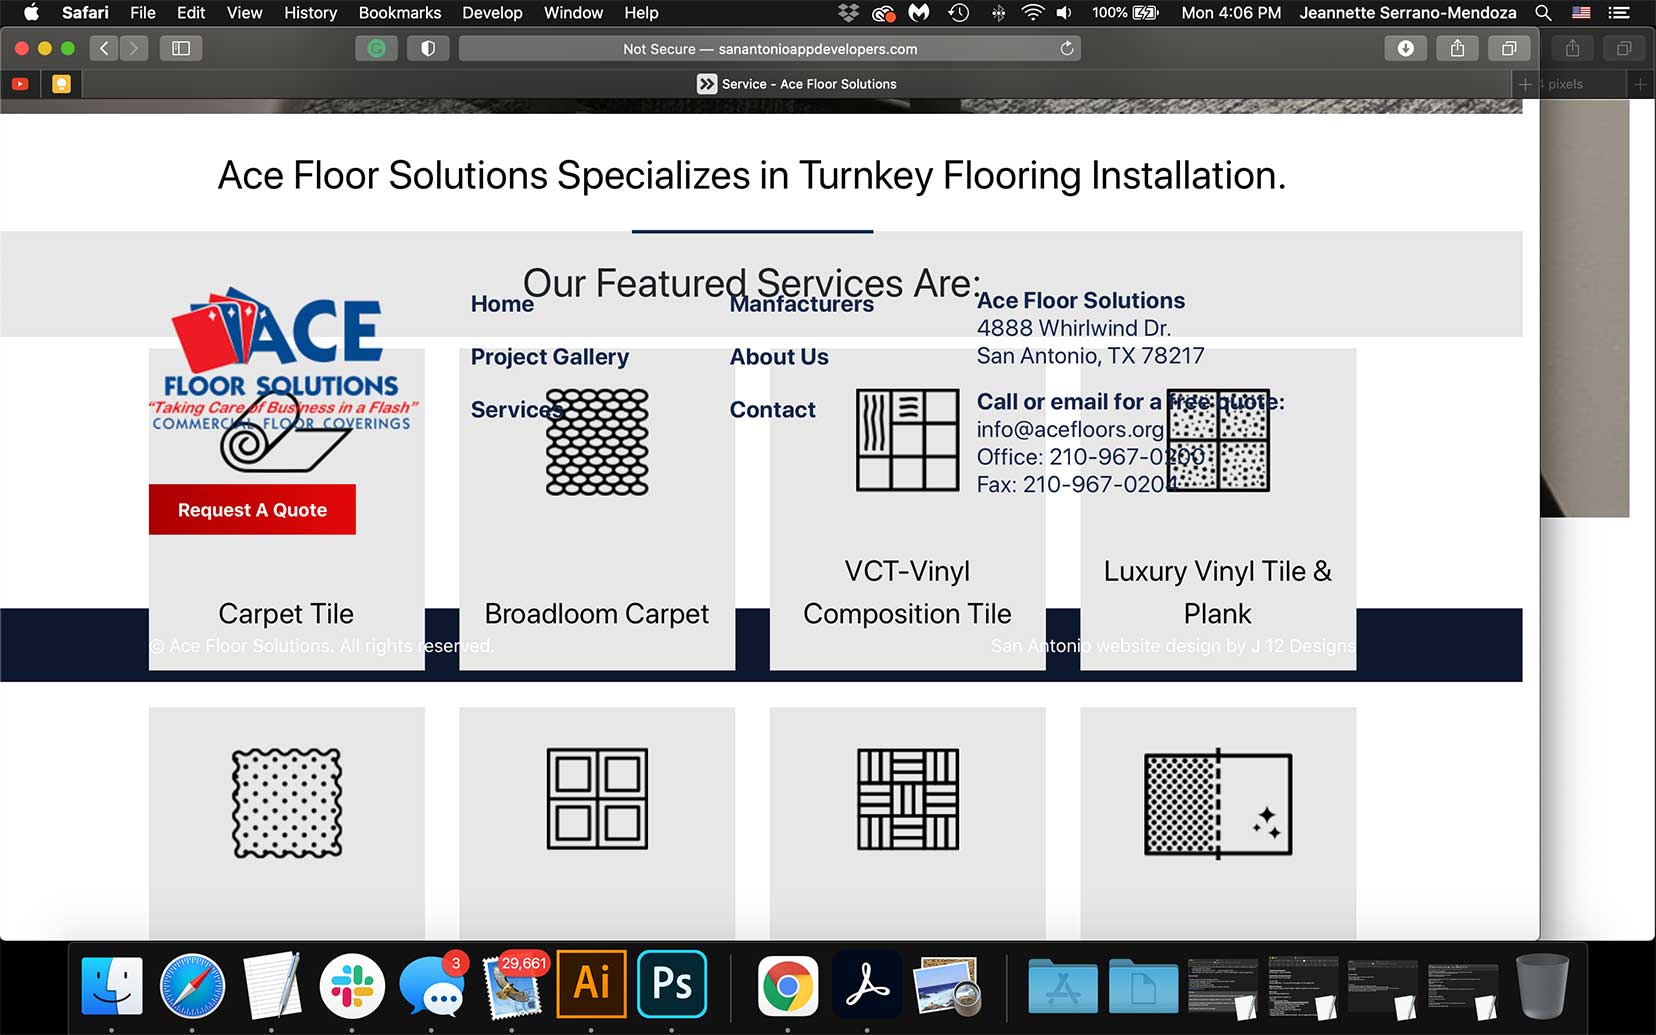 Safari File Edit View History Bookmarks Develop Window Help 100% Mon 4:06 PM Jeannette Serrano-Mendoza
Not Secure — sanantonioappdevelopers.com
Service - Ace Floor Solutions
pixels
Ace Floor Solutions Specializes in Turnkey Flooring Installation.
Our Featured Services Are:
ACE
FLOOR SOLUTIONS
"Taking Care of Business in a Flash"
COMMERCIAL FLOOR COVERINGS
Request A Quote
Home
Project Gallery
Services
Manfacturers
About Us
Contact
Ace Floor Solutions
4888 Whirlwind Dr.
San Antonio, TX 78217
Call or email for a free quote:
info@acefloors.org
Office: 210-967-0200
Fax: 210-967-0204
Carpet Tile
Broadloom Carpet
VCT-Vinyl
Composition Tile
Luxury Vinyl Tile &
Plank
© Ace Floor Solutions. All rights reserved.
San Antonio website design by J 12 Designs
3
29,661
Ai
Ps